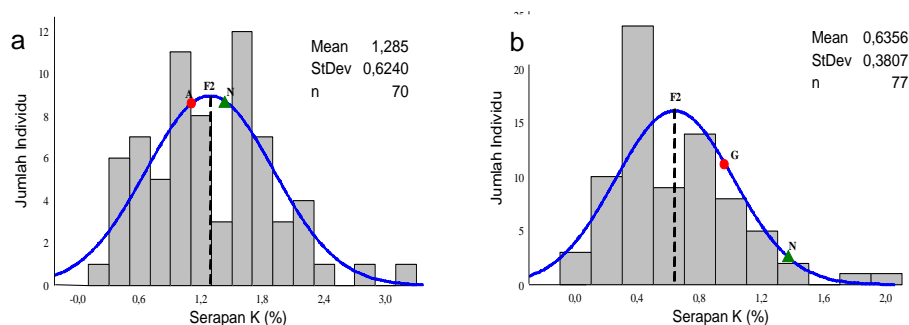 a
Mean 1,285
StDev 0,6240
n 70
12
10
8
6
4
2
0
Jumlah Individu
A
F2
N
-0,0 0,6 1,2 1,8 2,4 3,0
Serapan K (%)
b
Mean 0,6356
StDev 0,3807
n 77
25
20
15
10
5
0
Jumlah Individu
F2
G
N
0,0 0,4 0,8 1,2 1,6 2,0
Serapan K (%)